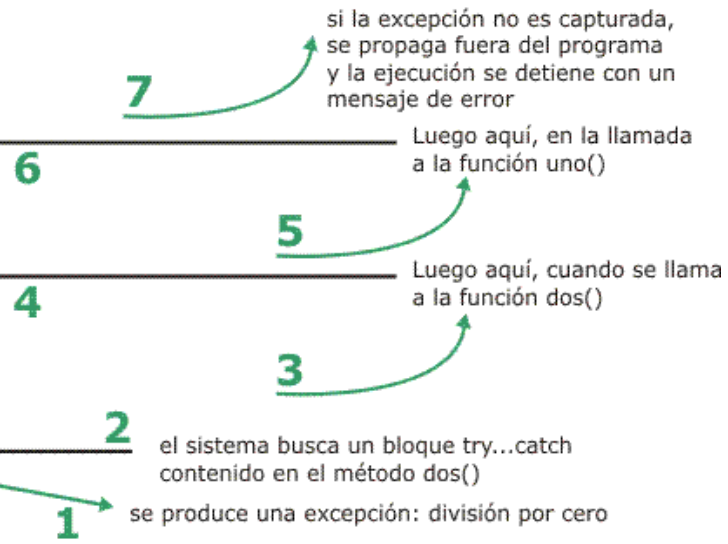 si la excepción no es capturada,
se propaga fuera del programa
y la ejecución se detiene con un
mensaje de error
7
Luego aquí, en la llamada
a la función uno()
6
5
Luego aquí, cuando se llama
a la función dos()
4
3
2
el sistema busca un bloque try...catch
contenido en el método dos()
se produce una excepción: división por cero
1